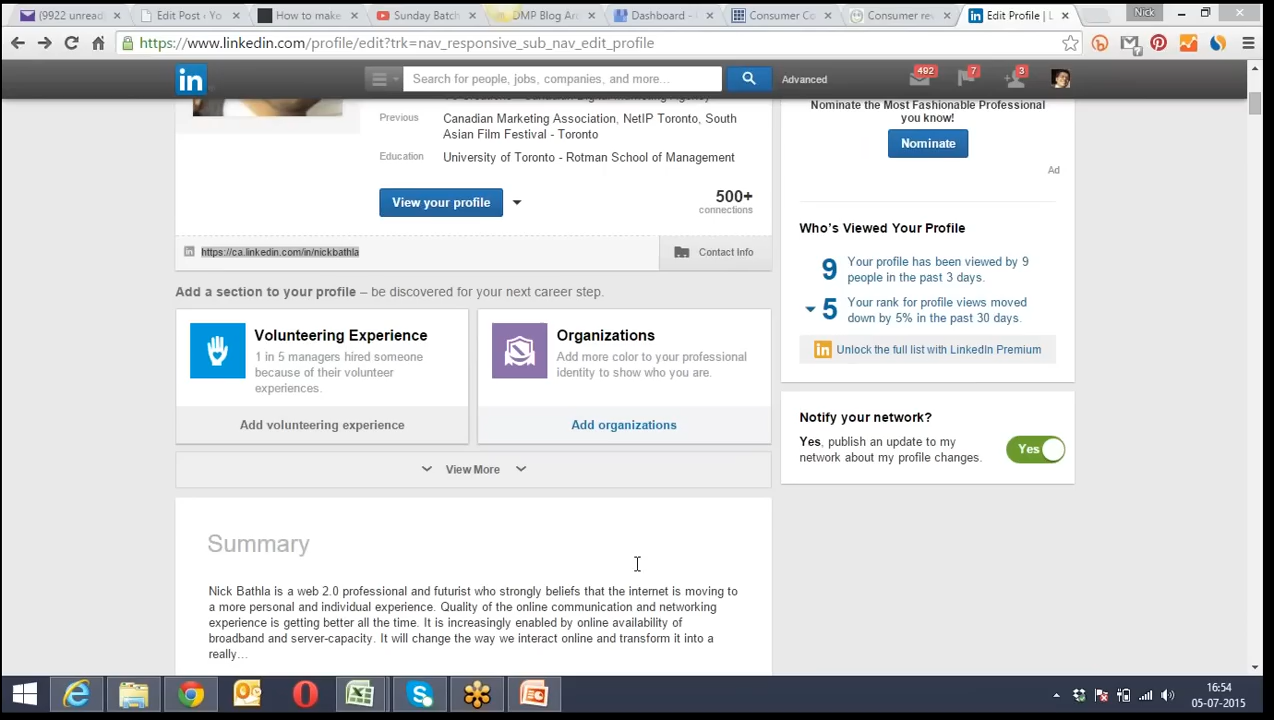 (9922 unread)
Edit Post ‹ Yo
How to make
Sunday Batch
DMP Blog Art
Dashboard -
Consumer Co
Consumer rev
Edit Profile | L
Nick
https://www.linkedin.com/profile/edit?trk=nav_responsive_sub_nav_edit_profile
in
Search for people, jobs, companies, and more...
Advanced
492
7
3
Previous
Canadian Marketing Association, NetIP Toronto, South
Asian Film Festival - Toronto
Education
University of Toronto - Rotman School of Management
View your profile
500+
connections
https://ca.linkedin.com/in/nickbathla
Contact Info
Add a section to your profile – be discovered for your next career step.
Volunteering Experience
1 in 5 managers hired someone
because of their volunteer
experiences.
Add volunteering experience
Organizations
Add more color to your professional
identity to show who you are.
Add organizations
View More
Summary
Nick Bathla is a web 2.0 professional and futurist who strongly beliefs that the internet is moving to
a more personal and individual experience. Quality of the online communication and networking
experience is getting better all the time. It is increasingly enabled by online availability of
broadband and server-capacity. It will change the way we interact online and transform it into a
really...
Nominate the Most Fashionable Professional
you know!
Nominate
Ad
Who's Viewed Your Profile
9
Your profile has been viewed by 9
people in the past 3 days.
5
Your rank for profile views moved
down by 5% in the past 30 days.
in
Unlock the full list with LinkedIn Premium
Notify your network?
Yes, publish an update to my
network about my profile changes.
Yes
16:54
05-07-2015